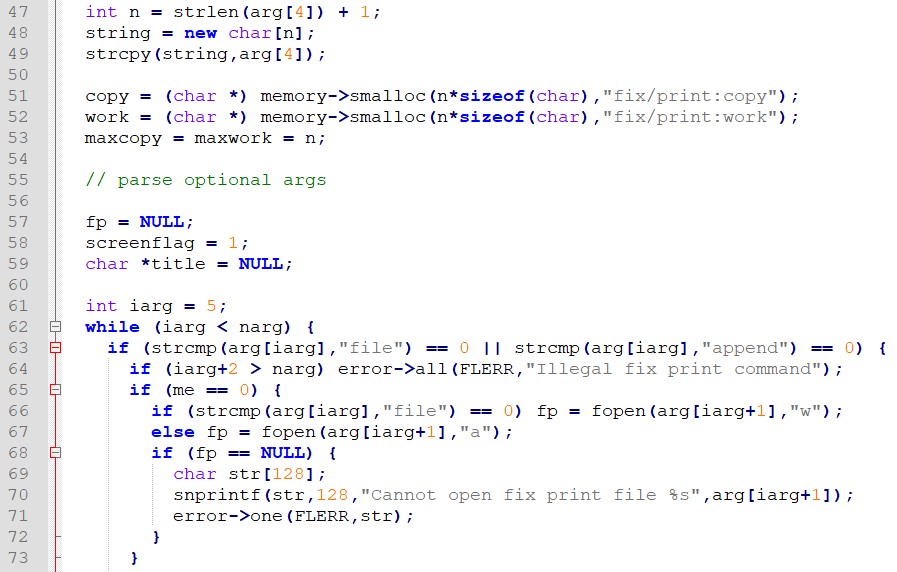 47 int n = strlen(arg[4]) + 1;
48 string = new char[n];
49 strcpy(string,arg[4]);
50
51 copy = (char *) memory->smalloc(n*sizeof(char),"fix/print:copy");
52 work = (char *) memory->smalloc(n*sizeof(char),"fix/print:work");
53 maxcopy = maxwork = n;
54
55 // parse optional args
56
57 fp = NULL;
58 screenflag = 1;
59 char *title = NULL;
60
61 int iarg = 5;
62 while (iarg < narg) {
63 if (strcmp(arg[iarg],"file") == 0 || strcmp(arg[iarg],"append") == 0) {
64 if (iarg+2 > narg) error->all(FLERR,"Illegal fix print command");
65 if (me == 0) {
66 if (strcmp(arg[iarg],"file") == 0) fp = fopen(arg[iarg+1],"w");
67 else fp = fopen(arg[iarg+1],"a");
68 if (fp == NULL) {
69 char str[128];
70 snprintf(str,128,"Cannot open fix print file %s",arg[iarg+1]);
71 error->one(FLERR,str);
72 }
73 }